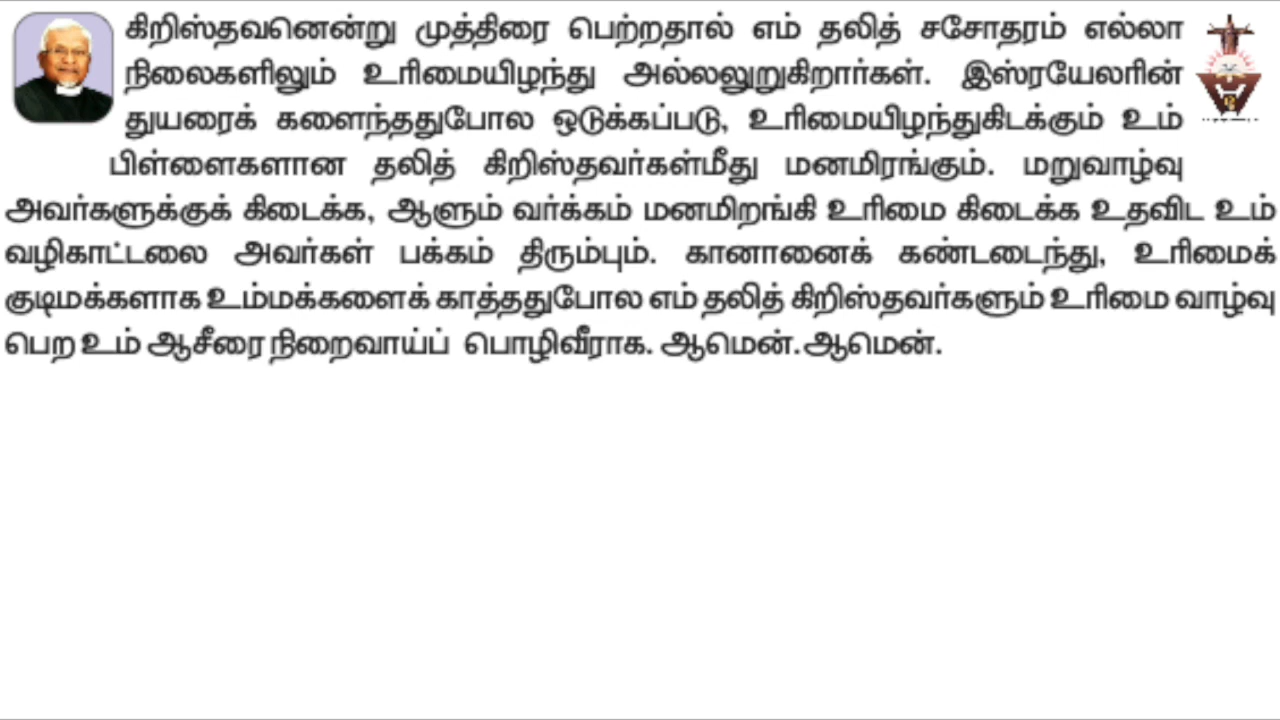 கிறிஸ்தவனென்று முத்திரை பெற்றதால் எம் தலித் சசோதரம் எல்லா
நிலைகளிலும் உரிமையிழந்து அல்லலுறுகிறார்கள். இஸ்ரயேலரின்
துயரைக் களைந்ததுபோல ஒடுக்கப்படு, உரிமையிழந்துகிடக்கும் உம்
பிள்ளைகளான தலித் கிறிஸ்தவர்கள்மீது மனமிரங்கும். மறுவாழ்வு
அவர்களுக்குக் கிடைக்க, ஆளும் வர்க்கம் மனமிறங்கி உரிமை கிடைக்க உதவிட உம்
வழிகாட்டலை அவர்கள் பக்கம் திரும்பும். கானானைக் கண்டடைந்து, உரிமைக்
குடிமக்களாக உம்மக்களைக் காத்ததுபோல எம் தலித் கிறிஸ்தவர்களும் உரிமை வாழ்வு
பெற உம் ஆசீரை நிறைவாய்ப் பொழிவீராக. ஆமென்.ஆமென்.